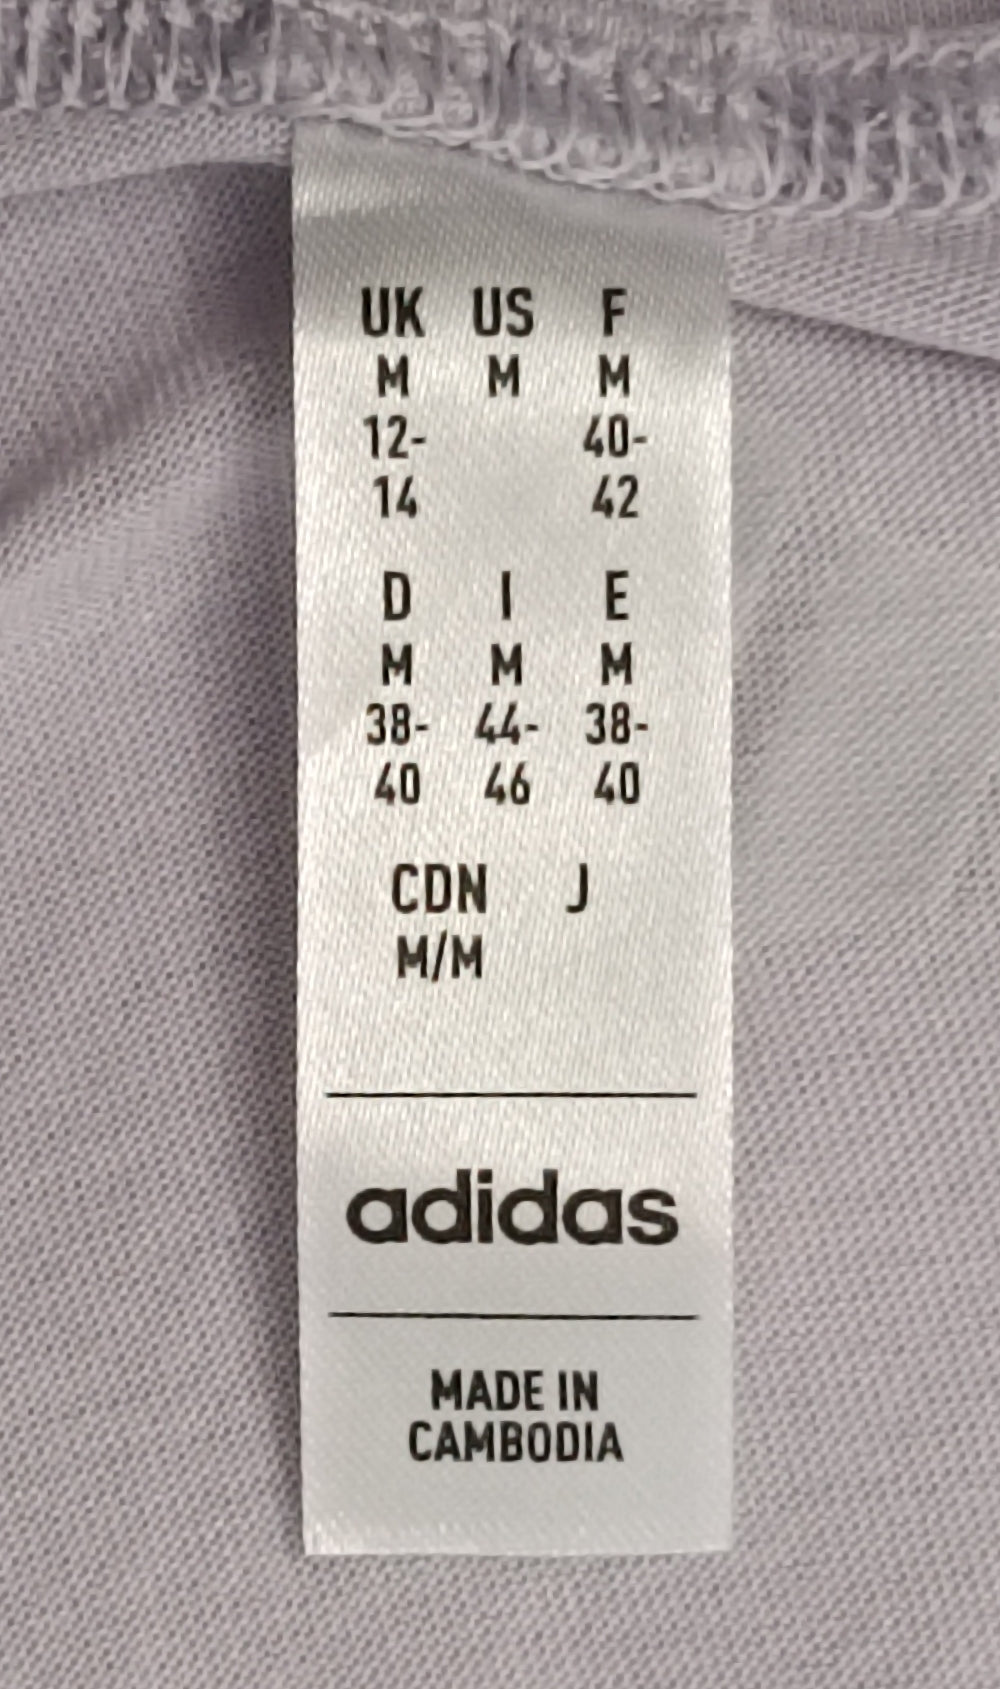 UK US F
M M M
12- 40-
14 42
D I E
M M M
38- 44- 38-
40 46 40
CDN J
M/M
adidas
MADE IN
CAMBODIA